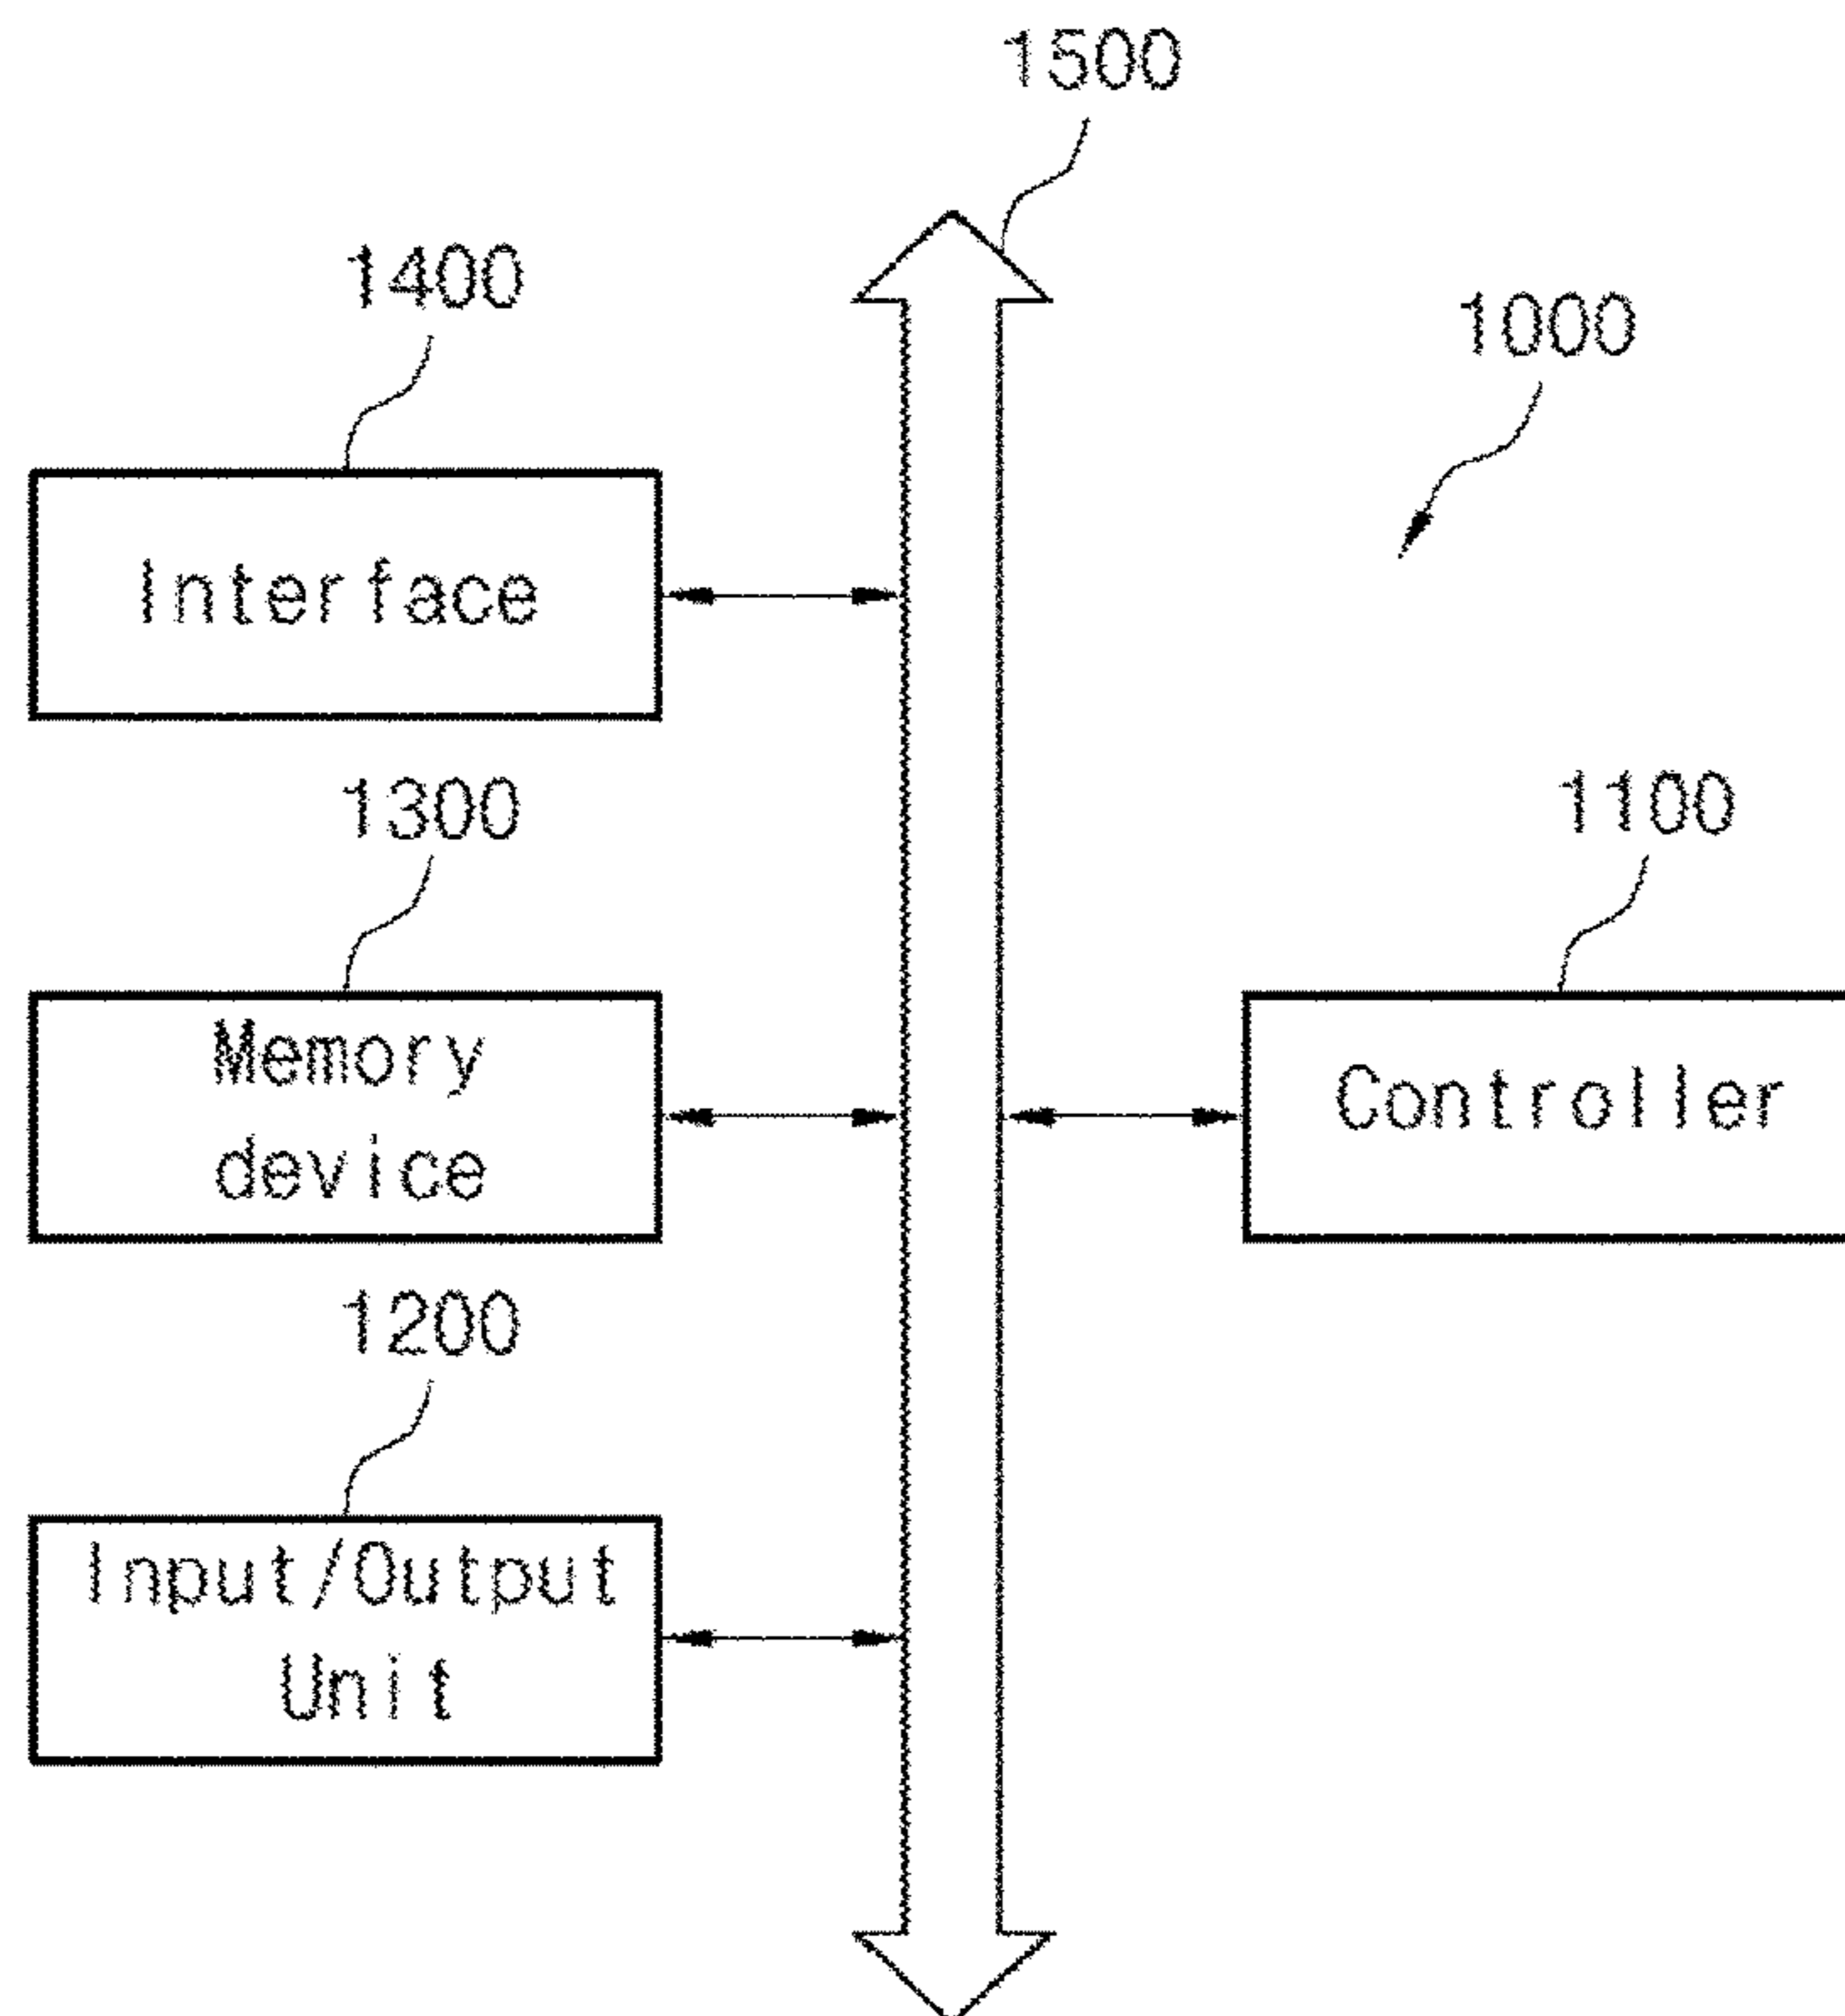 1500
1400
1000
Interface
1300
1100
Memory
device
Controller
1200
Input/Output
Unit